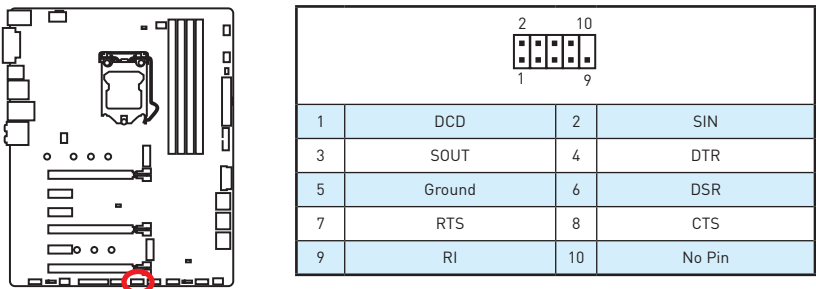 2 10
1 9
1 DCD 2 SIN
3 SOUT 4 DTR
5 Ground 6 DSR
7 RTS 8 CTS
9 RI 10 No Pin